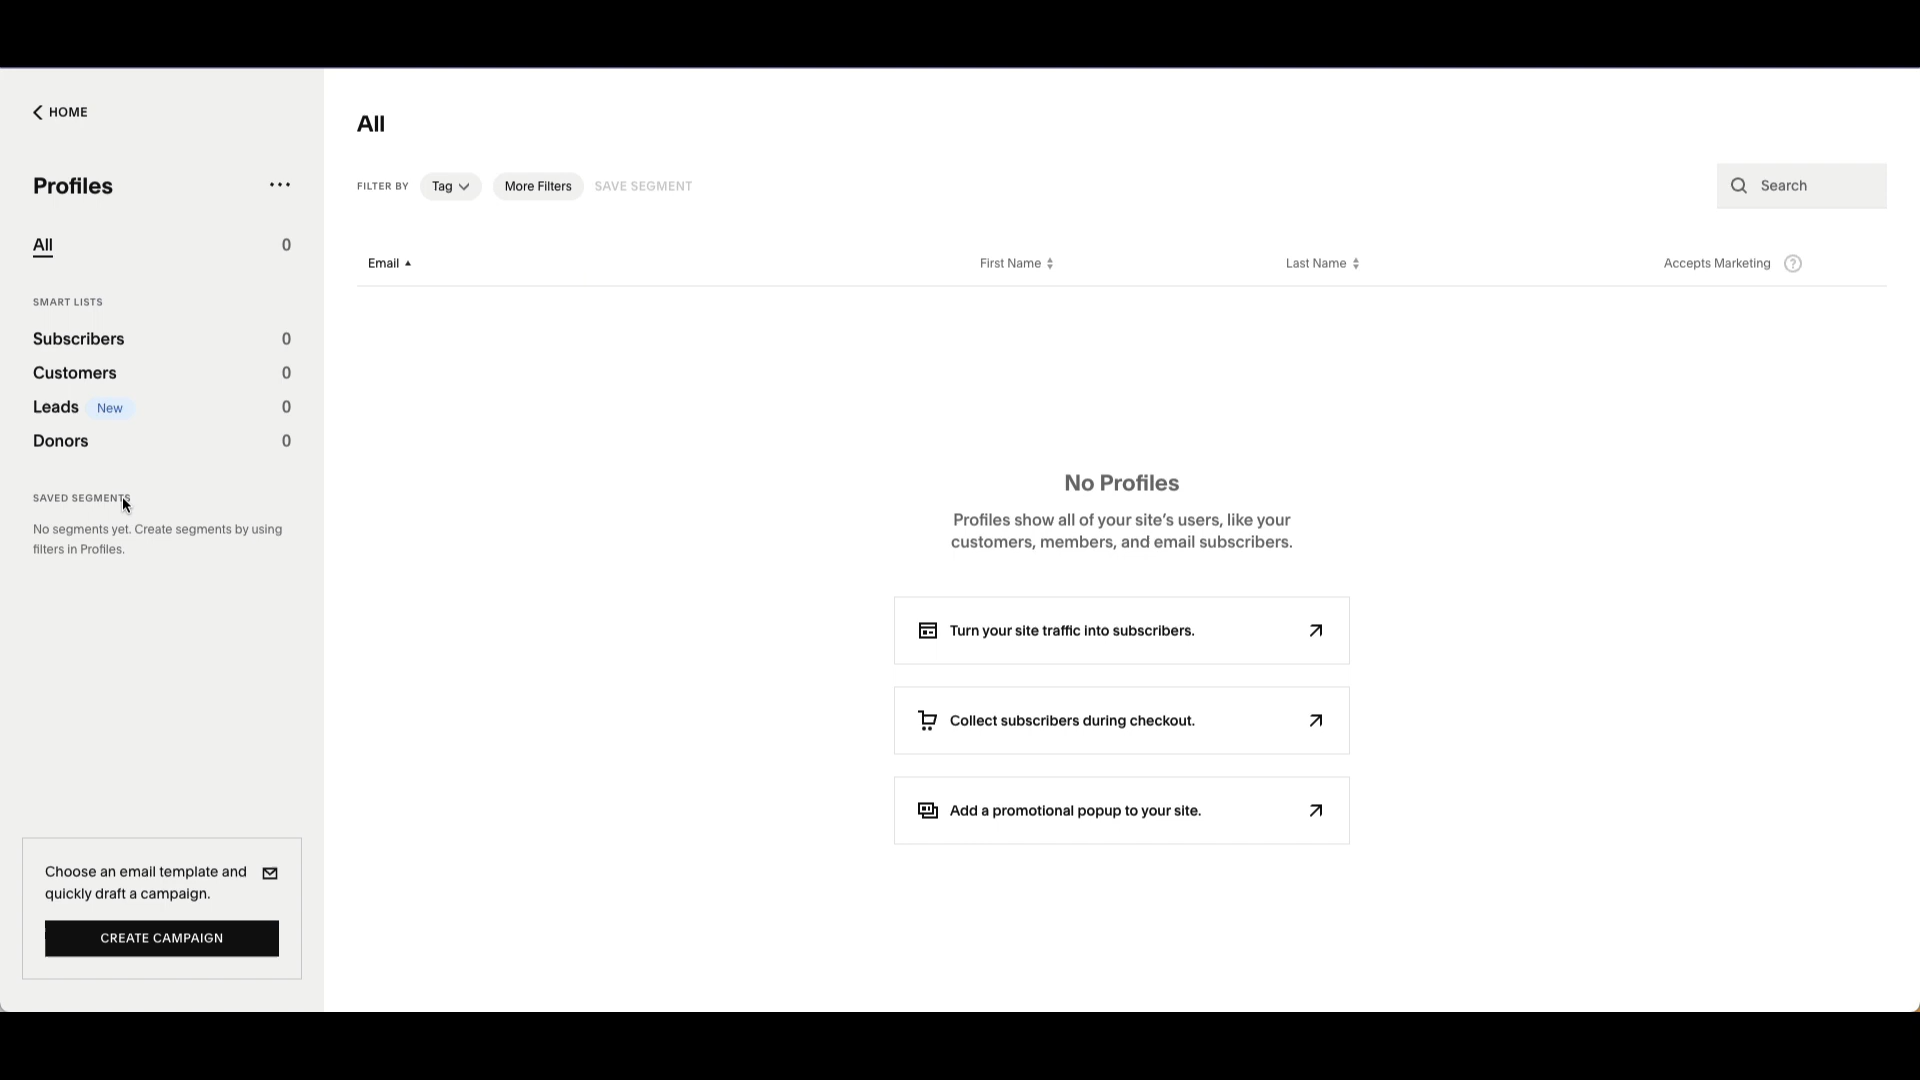 HOME
Profiles
All 0
SMART LISTS
Subscribers 0
Customers 0
Leads New 0
Donors 0
SAVED SEGMENTS
No segments yet. Create segments by using
filters in Profiles.
Choose an email template and
quickly draft a campaign.
CREATE CAMPAIGN
All
FILTER BY Tag More Filters SAVE SEGMENT
Search
Email First Name Last Name Accepts Marketing ?
No Profiles
Profiles show all of your site’s users, like your
customers, members, and email subscribers.
Turn your site traffic into subscribers.
Collect subscribers during checkout.
Add a promotional popup to your site.